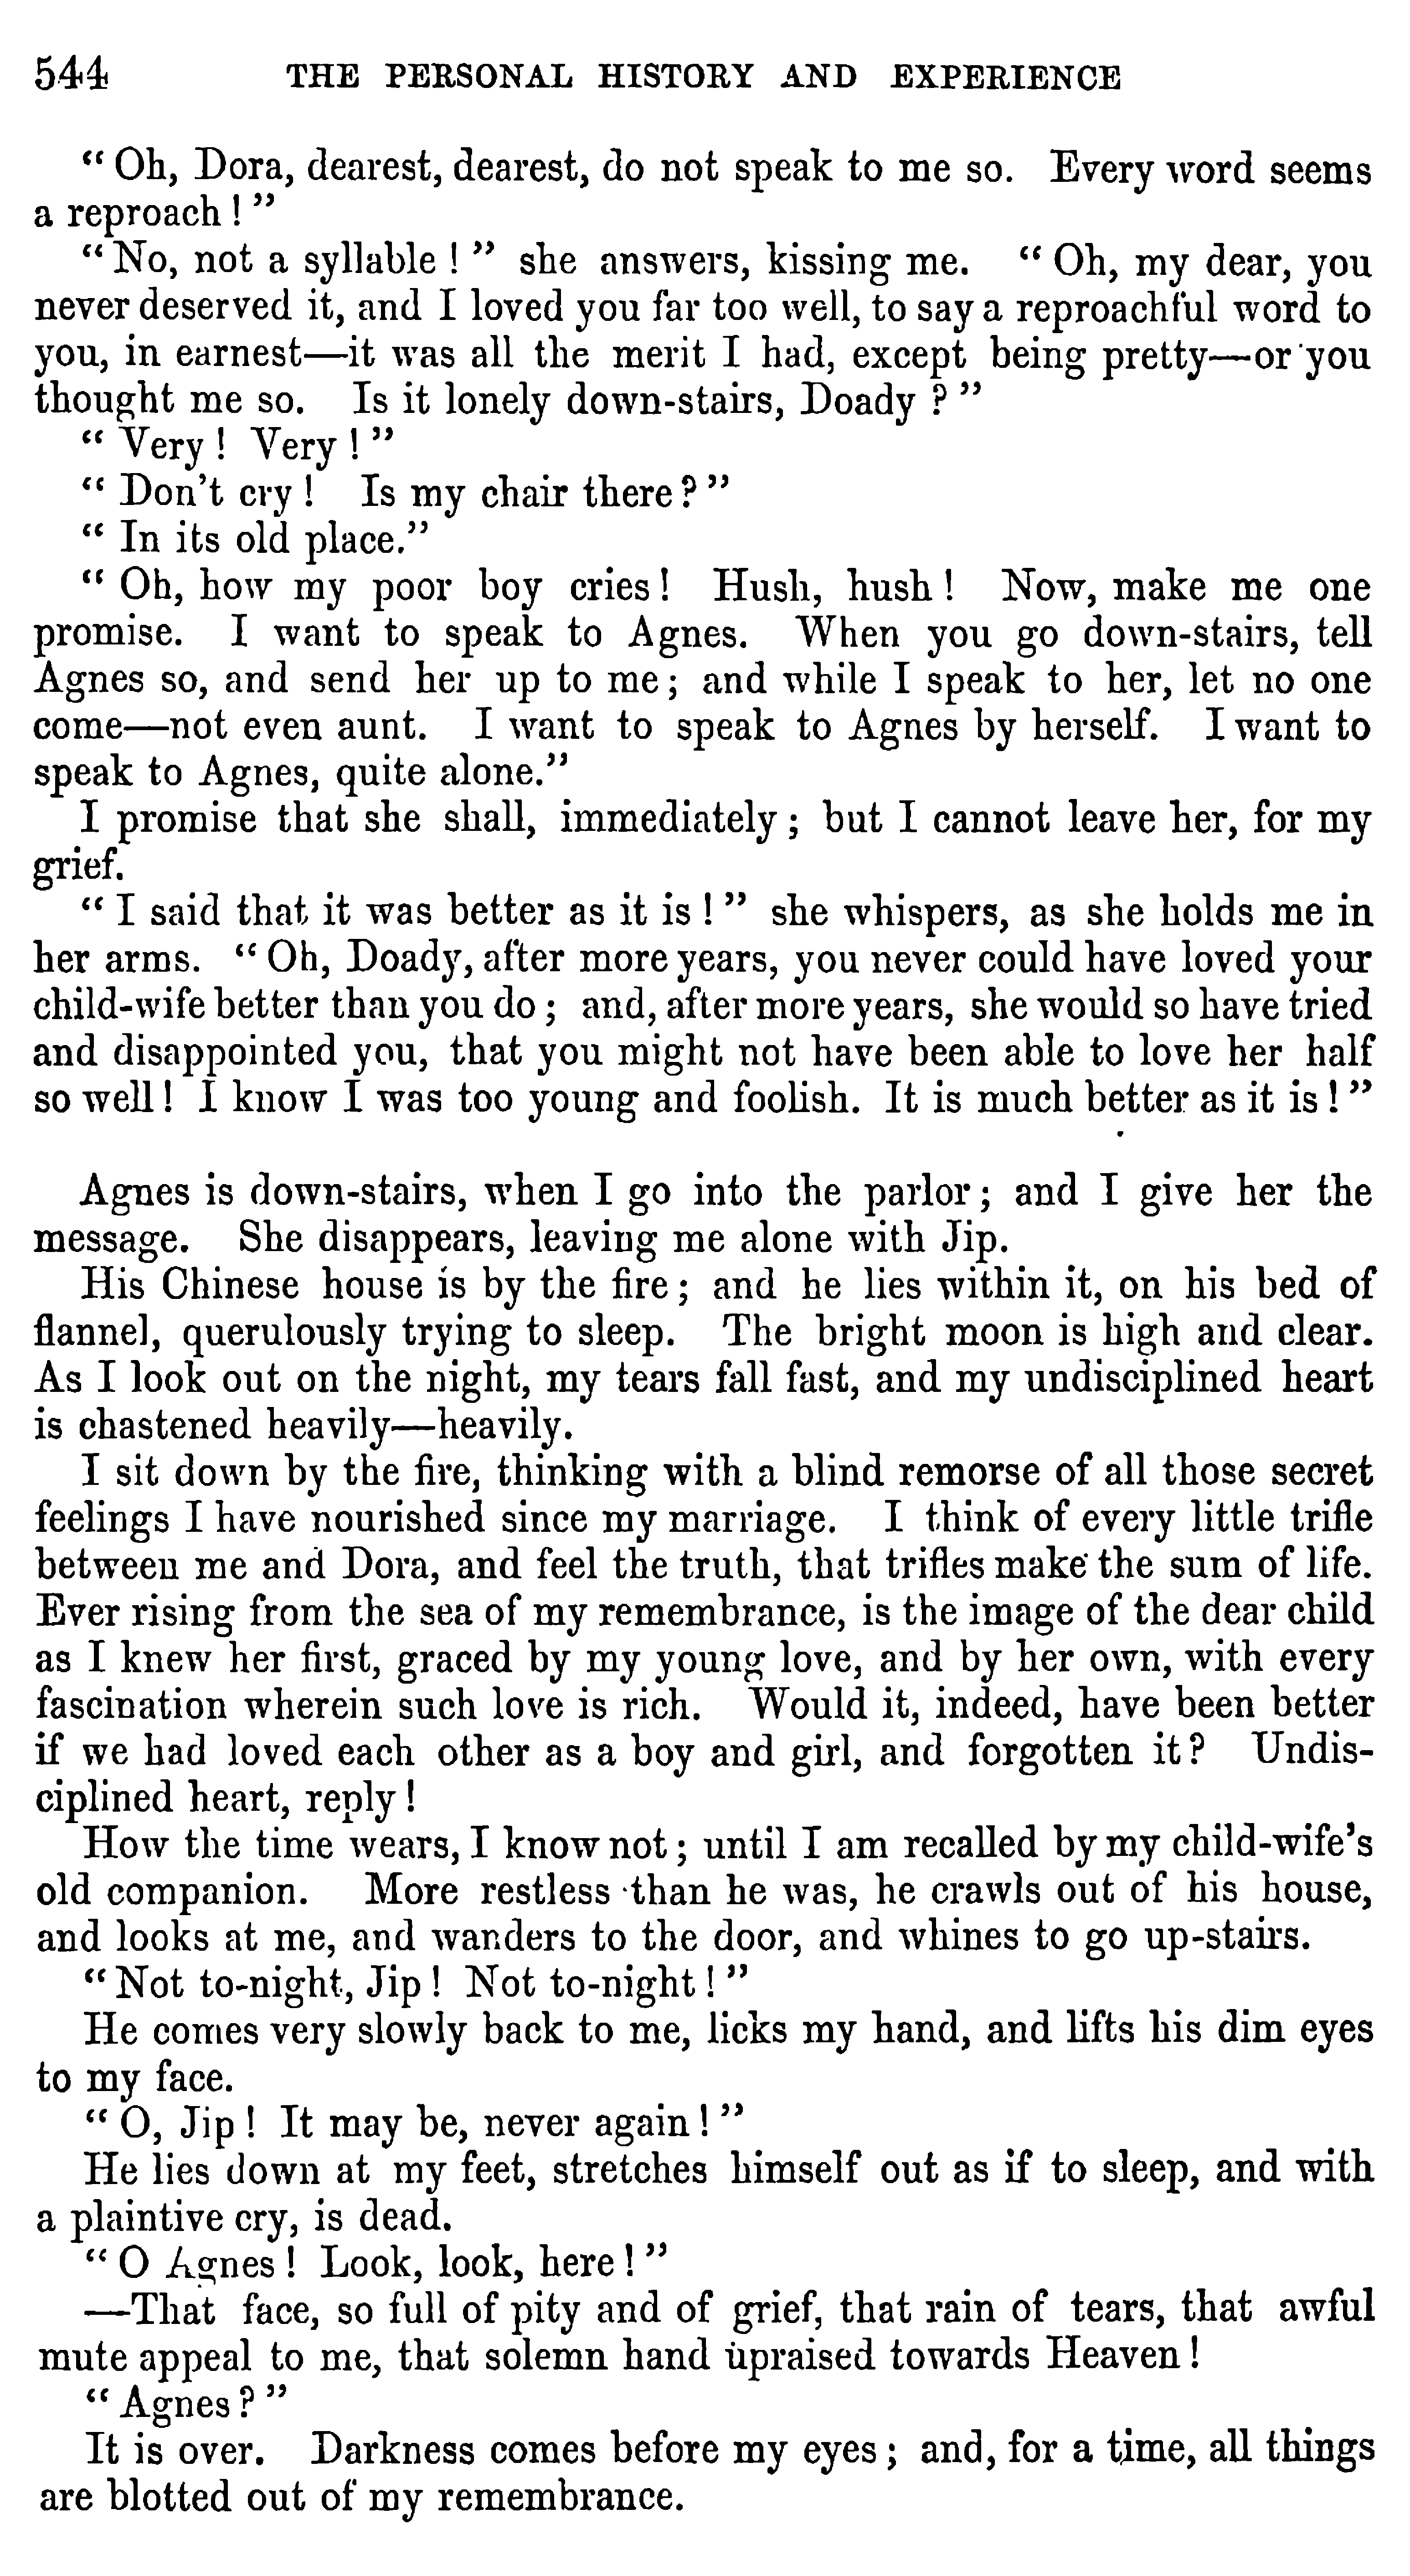 544 THE PERSONAL HISTORY AND EXPERIENCE
“ Oh, Dora, dearest, dearest, do not speak to me so. Every word seems
a reproach ! ”
“ No, not a syllable ! ” she answers, kissing me. “ Oh, my dear, you
never deserved it, and I loved you far too well, to say a reproachful word to
you, in earnest—it was all the merit I had, except being pretty—or you
thought me so. Is it lonely down-stairs, Doady ? ”
“ Very ! Very ! ”
“ Don't cry ! Is my chair there ? ”
“ In its old place.”
“ Oh, how my poor boy cries ! Hush, hush ! Now, make me one
promise. I want to speak to Agnes. When you go down-stairs, tell
Agnes so, and send her up to me ; and while I speak to her, let no one
come—not even aunt. I want to speak to Agnes by herself. I want to
speak to Agnes, quite alone.”
I promise that she shall, immediately ; but I cannot leave her, for my
grief.
“ I said that it was better as it is ! ” she whispers, as she holds me in
her arms. “ Oh, Doady, after more years, you never could have loved your
child-wife better than you do ; and, after more years, she would so have tried
and disappointed you, that you might not have been able to love her half
so well ! I know I was too young and foolish. It is much better as it is ! ”
Agnes is down-stairs, when I go into the parlor ; and I give her the
message. She disappears, leaving me alone with Jip.
His Chinese house is by the fire ; and he lies within it, on his bed of
flannel, querulously trying to sleep. The bright moon is high and clear.
As I look out on the night, my tears fall fast, and my undisciplined heart
is chastened heavily—heavily.
I sit down by the fire, thinking with a blind remorse of all those secret
feelings I have nourished since my marriage. I think of every little trifle
between me and Dora, and feel the truth, that trifles make the sum of life.
Ever rising from the sea of my remembrance, is the image of the dear child
as I knew her first, graced by my young love, and by her own, with every
fascination wherein such love is rich. Would it, indeed, have been better
if we had loved each other as a boy and girl, and forgotten it ? Undis-
ciplined heart, reply !
How the time wears, I know not ; until I am recalled by my child-wife's
old companion. More restless than he was, he crawls out of his house,
and looks at me, and wanders to the door, and whines to go up-stairs.
“ Not to-night, Jip ! Not to-night ! ”
He comes very slowly back to me, licks my hand, and lifts his dim eyes
to my face.
“ O, Jip ! It may be, never again ! ”
He lies down at my feet, stretches himself out as if to sleep, and with
a plaintive cry, is dead.
“ O Agnes ! Look, look, here ! ”
—That face, so full of pity and of grief, that rain of tears, that awful
mute appeal to me, that solemn hand upraised towards Heaven !
“ Agnes ? ”
It is over. Darkness comes before my eyes ; and, for a time, all things
are blotted out of my remembrance.